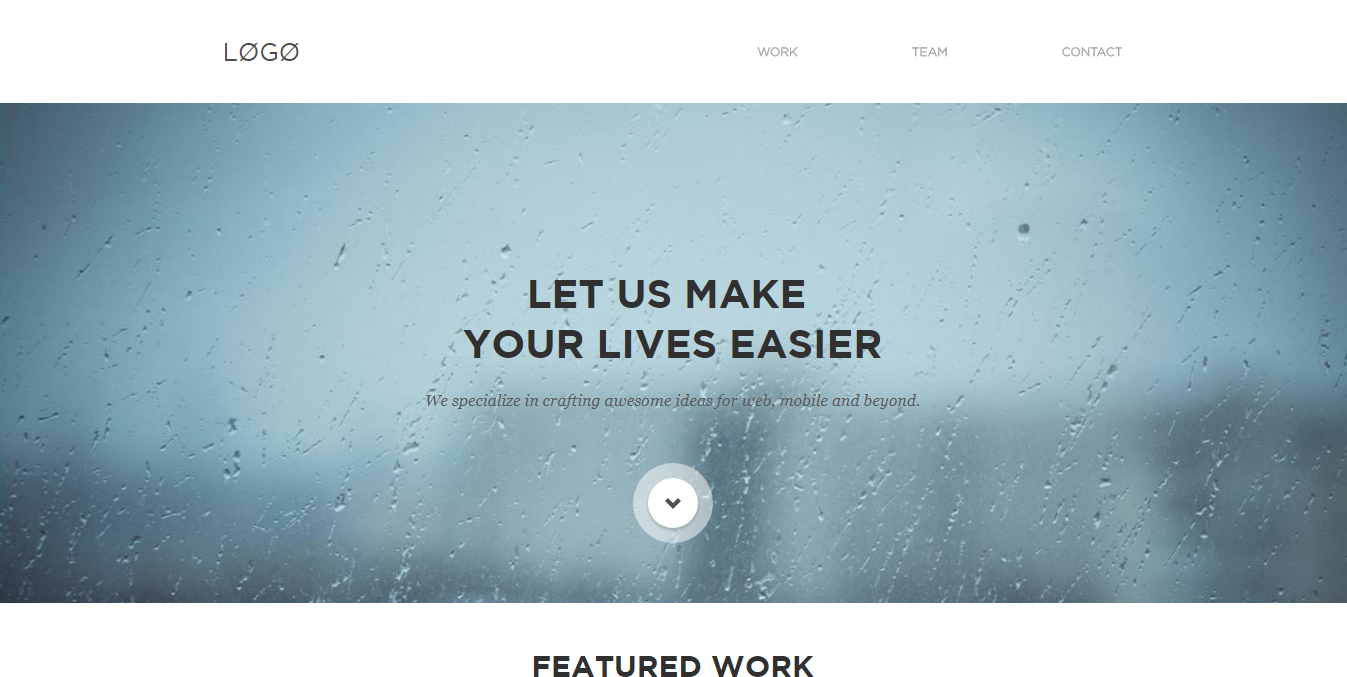 LØGØ
WORK TEAM CONTACT
LET US MAKE
YOUR LIVES EASIER
We specialize in crafting awesome ideas for web, mobile and beyond.
FEATURED WORK